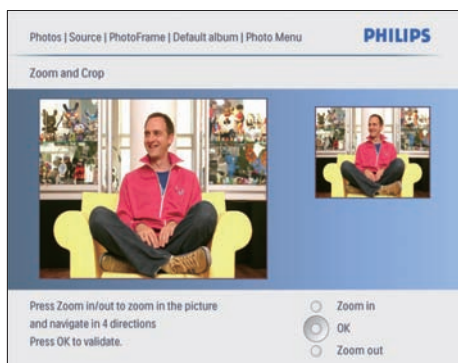 Photos | Source | PhotoFrame | Default album | Photo Menu PHILIPS
Zoom and Crop
Press Zoom in/out to zoom in the picture
and navigate in 4 directions
Press OK to validate.
Zoom in
OK
Zoom out